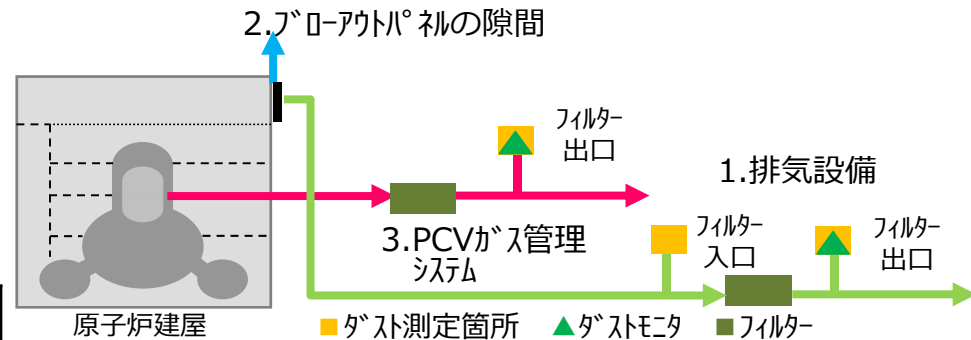 2.ﾌﾞﾛｰｱｳﾄﾊﾟﾈﾙの隙間
ﾌｨﾙﾀｰ
出口
1.排気設備
3.PCVｶﾞｽ管理
ｼｽﾃﾑ
ﾌｨﾙﾀｰ
入口
ﾌｨﾙﾀｰ
出口
原子炉建屋
■ﾀﾞｽﾄ測定箇所 ▲ﾀﾞｽﾄﾓﾆﾀ ■ﾌｨﾙﾀｰ